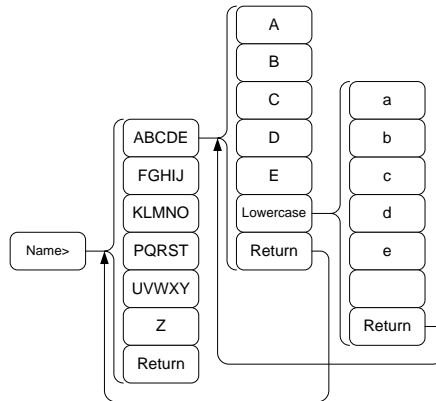 Name>
ABCDE
FGHIJ
KLMNO
PQRST
UVWXY
Z
Return
A
B
C
D
E
Lowercase
Return
a
b
c
d
e
Return